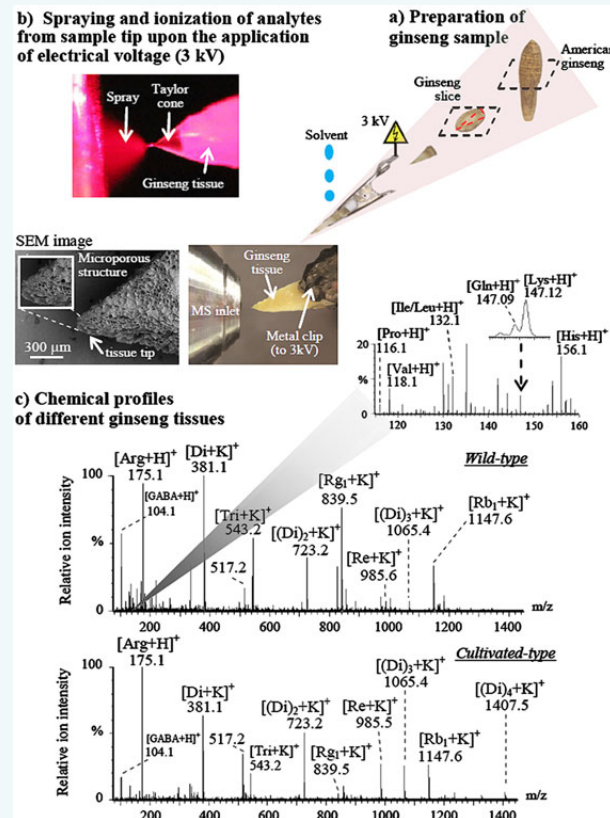 b) Spraying and ionization of analytes
from sample tip upon the application
of electrical voltage (3 kV)
Spray
Taylor
cone
Ginseng tissue
a) Preparation of
ginseng sample
American
ginseng
Ginseng
slice
3 kV
Solvent
SEM image
Microporous
structure
300 μm
tissue tip
Ginseng
tissue
MS inlet
Metal clip
(to 3kV)
[Gln+H]+
147.09
[Lys+H]+
147.12
[Ile/Leu+H]+
132.1
[His+H]+
156.1
[Pro+H]+
116.1
[Val+H]+
118.1
20
%
0
120 130 140 150 160
c) Chemical profiles
of different ginseng tissues
Wild-type
Relative ion intensity
100
%
0
[GABA+H]+
104.1
[Arg+H]+
175.1
[Di+K]+
381.1
517.2
[Tri+K]+
543.2
[(Di)2+K]+
723.2
[Rg1+K]+
839.5
[Re+K]+
985.6
[(Di)3+K]+
1065.4
[Rb1+K]+
1147.6
200 400 600 800 1000 1200 1400
m/z
Cultivated-type
Relative ion intensity
100
%
0
[GABA+H]+
104.1
[Arg+H]+
175.1
[Di+K]+
381.1
517.2
[Tri+K]+
543.2
[(Di)2+K]+
723.2
[Rg1+K]+
839.5
[Re+K]+
985.5
[(Di)3+K]+
1065.4
[Rb1+K]+
1147.6
[(Di)4+K]+
1407.5
200 400 600 800 1000 1200 1400
m/z